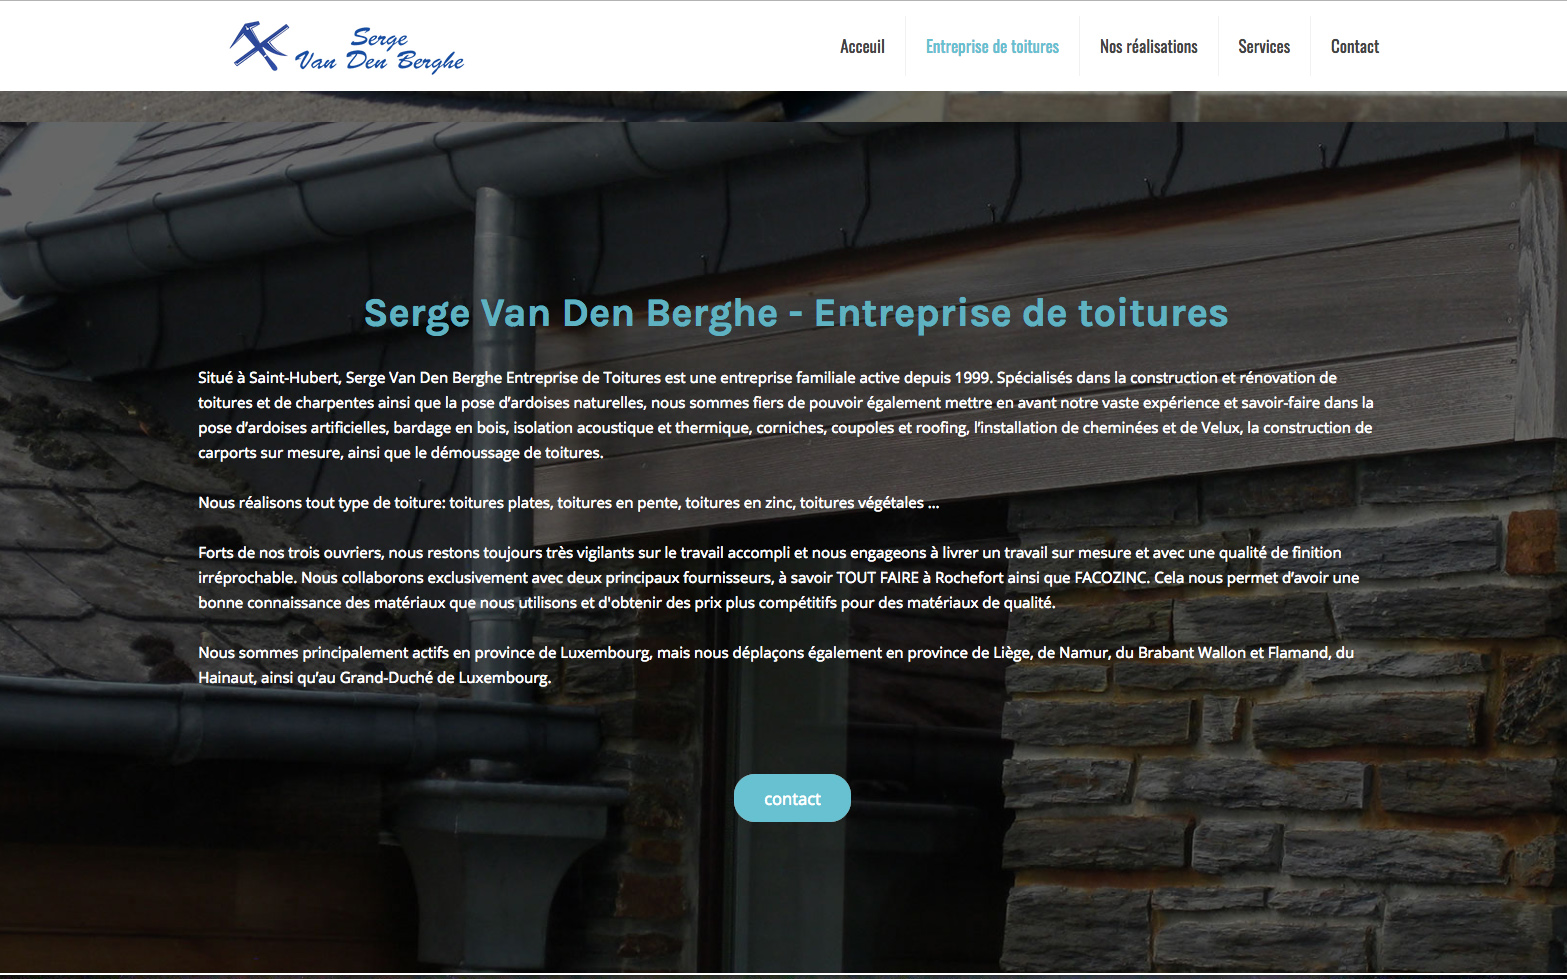 Serge
Van Den Berghe
Acceuil
Entreprise de toitures
Nos réalisations
Services
Contact
Serge Van Den Berghe - Entreprise de toitures
Situé à Saint-Hubert, Serge Van Den Berghe Entreprise de Toitures est une entreprise familiale active depuis 1999. Spécialisés dans la construction et rénovation de
toitures et de charpentes ainsi que la pose d’ardoises naturelles, nous sommes fiers de pouvoir également mettre en avant notre vaste expérience et savoir-faire dans la
pose d’ardoises artificielles, bardage en bois, isolation acoustique et thermique, corniches, coupoles et roofing, l’installation de cheminées et de Velux, la construction de
carports sur mesure, ainsi que le démoussage de toitures.
Nous réalisons tout type de toiture: toitures plates, toitures en pente, toitures en zinc, toitures végétales ...
Forts de nos trois ouvriers, nous restons toujours très vigilants sur le travail accompli et nous engageons à livrer un travail sur mesure et avec une qualité de finition
irréprochable. Nous collaborons exclusivement avec deux principaux fournisseurs, à savoir TOUT FAIRE à Rochefort ainsi que FACOZINC. Cela nous permet d’avoir une
bonne connaissance des matériaux que nous utilisons et d'obtenir des prix plus compétitifs pour des matériaux de qualité.
Nous sommes principalement actifs en province de Luxembourg, mais nous déplaçons également en province de Liège, de Namur, du Brabant Wallon et Flamand, du
Hainaut, ainsi qu’au Grand-Duché de Luxembourg.
contact